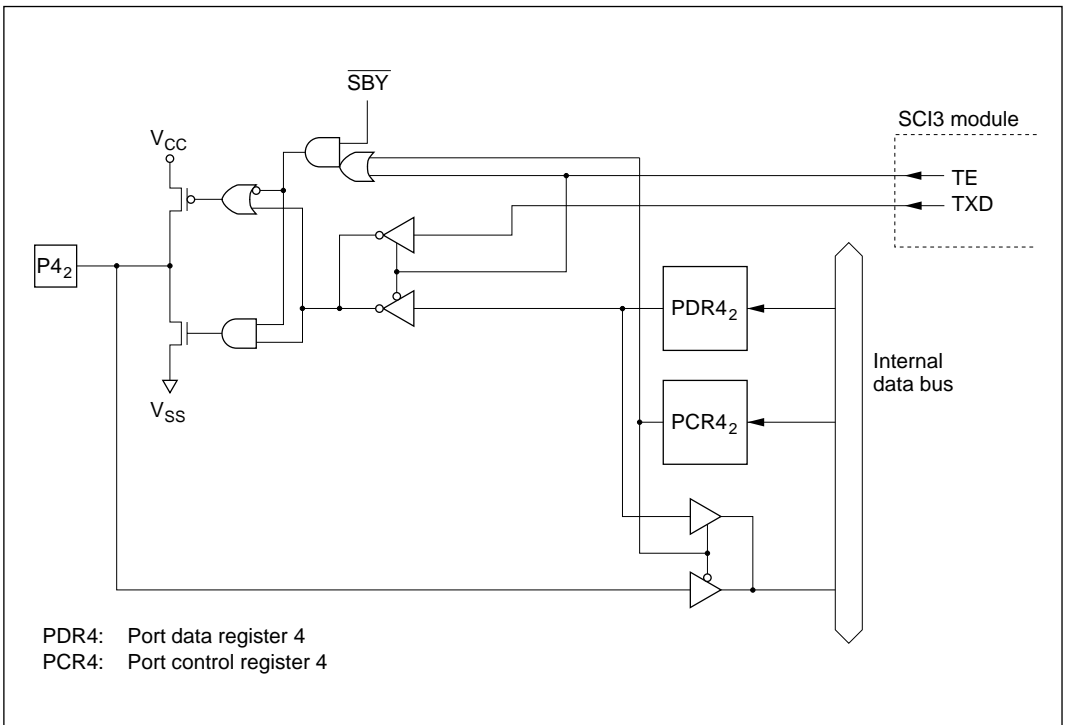 SBY
SCI3 module
VCC
TE
TXD
P42
PDR42
Internal
data bus
PCR42
VSS
PDR4: Port data register 4
PCR4: Port control register 4